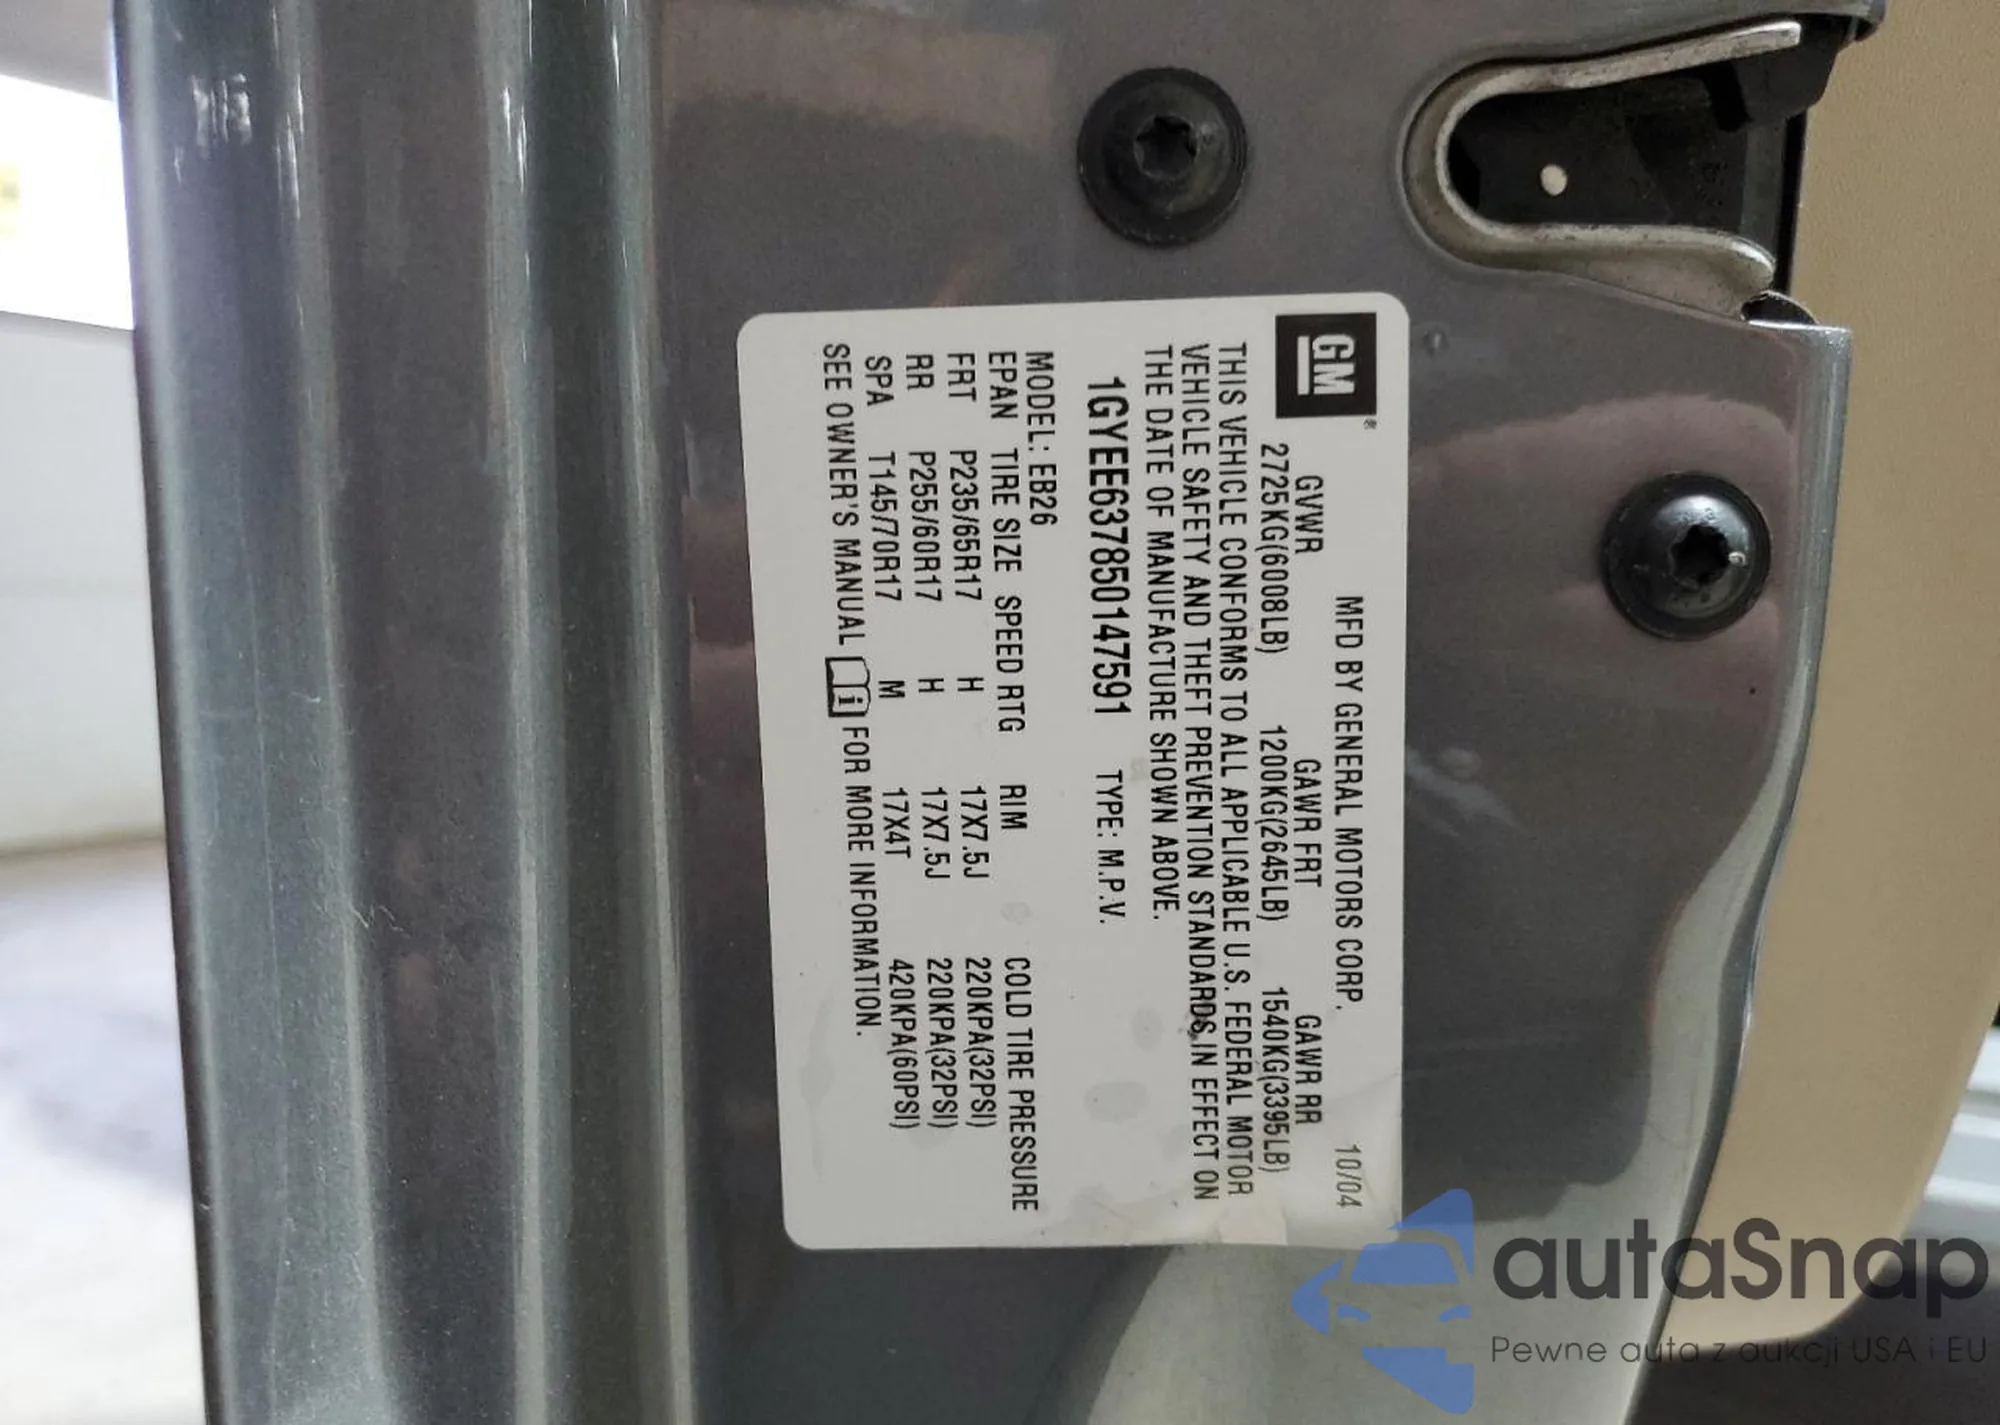 GM®
MFD BY GENERAL MOTORS CORP. 10/04
GVWR GAWR FRT GAWR RR
2725KG(6008LB) 1200KG(2645LB) 1540KG(3395LB)
THIS VEHICLE CONFORMS TO ALL APPLICABLE U.S. FEDERAL MOTOR
VEHICLE SAFETY AND THEFT PREVENTION STANDARDS IN EFFECT ON
THE DATE OF MANUFACTURE SHOWN ABOVE.
1GYEE637850147591 TYPE: M.P.V.
MODEL: EB26
EPAN TIRE SIZE SPEED RTG RIM COLD TIRE PRESSURE
FRT P235/65R17 H 17X7.5J 220KPA(32PSI)
RR P255/60R17 H 17X7.5J 220KPA(32PSI)
SPA T145/70R17 M 17X4T 420KPA(60PSI)
SEE OWNER'S MANUAL i FOR MORE INFORMATION.
autaSnap
Pewne auta z aukcji USA i EU